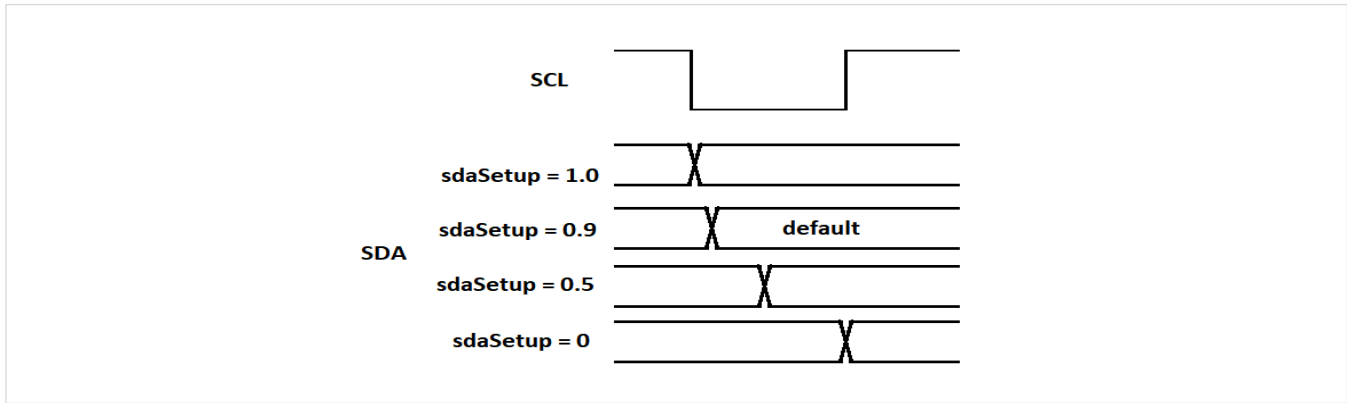 SCL
sdaSetup = 1.0
sdaSetup = 0.9
default
SDA
sdaSetup = 0.5
sdaSetup = 0